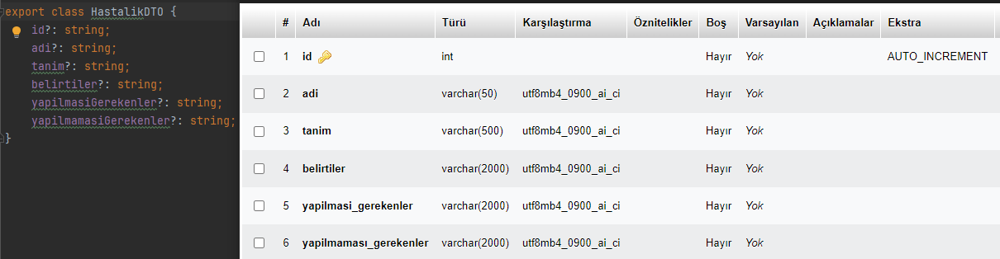 export class HastalikDTO {
id?: string;
adi?: string;
tanim?: string;
belirtiler?: string;
yapilmasiGerekenler?: string;
yapilmamasiGerekenler?: string;
}
# Adı Türü Karşılaştırma Öznitelikler Boş Varsayılan Açıklamalar Ekstra
1 id int Hayır Yok AUTO_INCREMENT
2 adi varchar(50) utf8mb4_0900_ai_ci Hayır Yok
3 tanim varchar(500) utf8mb4_0900_ai_ci Hayır Yok
4 belirtiler varchar(2000) utf8mb4_0900_ai_ci Hayır Yok
5 yapilmasi_gerekenler varchar(2000) utf8mb4_0900_ai_ci Hayır Yok
6 yapilmaması_gerekenler varchar(2000) utf8mb4_0900_ai_ci Hayır Yok